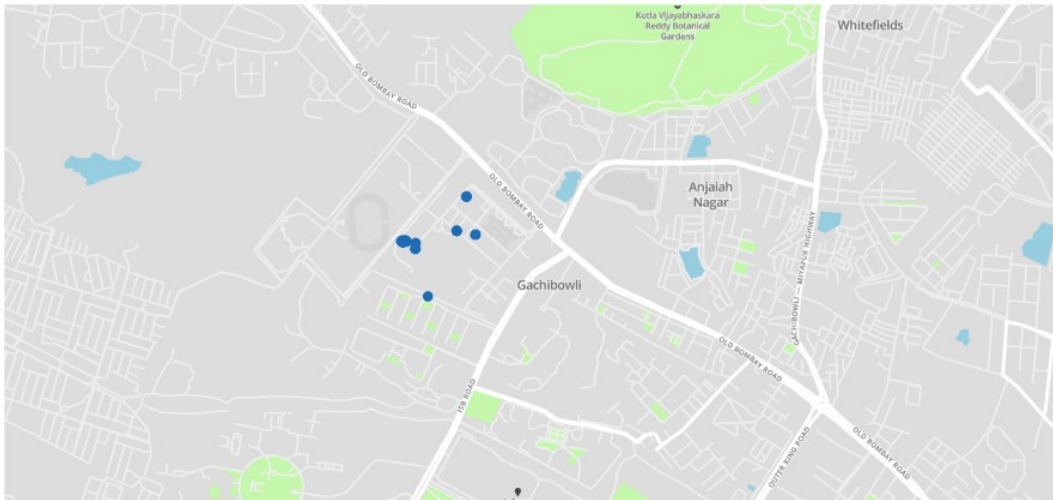 Kotla Vijayabhaskara
Reddy Botanical
Gardens
Whitefields
OLD BOMBAY ROAD
OLD BOMBAY ROAD
Anjaiah
Nagar
GACHIBOWLI — MIYAPUR HIGHWAY
Gachibowli
OLD BOMBAY ROAD
ISB ROAD
OUTER RING ROAD
OLD BOMBAY ROAD